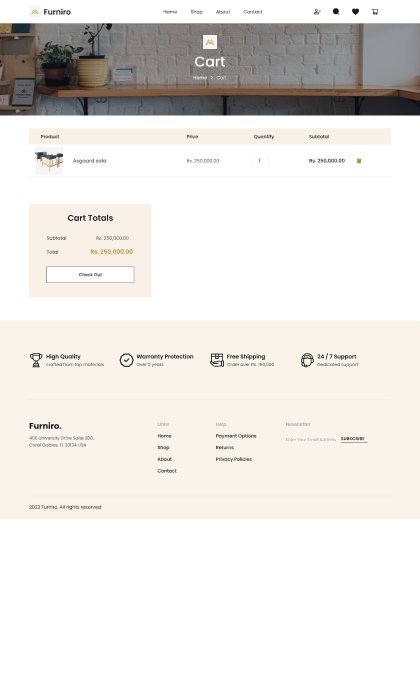 Furniro
Home Shop About Contact
Cart
Home > Cart
Product Price Quantity Subtotal
Asgaard sofa Rs. 250,000.00 1 Rs. 250,000.00
Cart Totals
Subtotal Rs. 250,000.00
Total Rs. 250,000.00
Check Out
High Quality
crafted from top materials
Warranty Protection
Over 2 years
Free Shipping
Order over Rs. 150,000
24 / 7 Support
Dedicated support
Furniro.
400 University Drive Suite 200,
Coral Gables, FL 33134 USA
Links
Home
Shop
About
Contact
Help
Payment Options
Returns
Privacy Policies
Newsletter
Enter Your Email Address SUBSCRIBE
2023 Furniro. All rights reserved